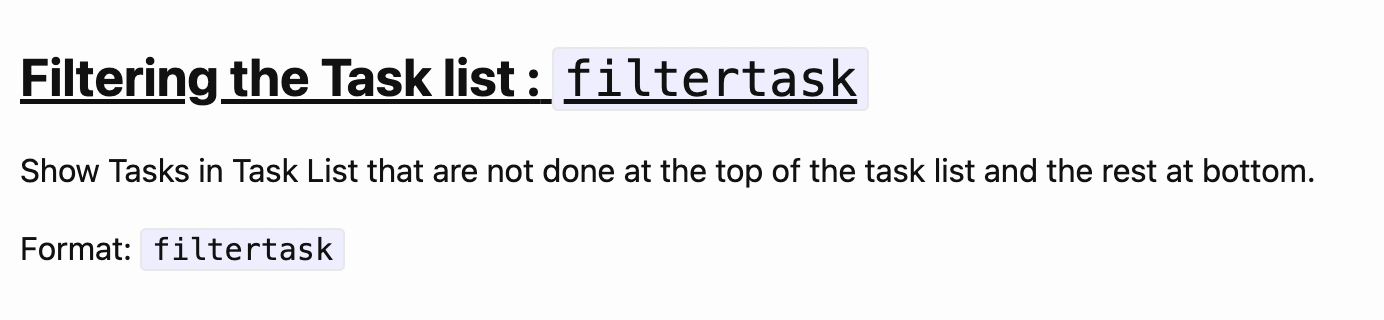 Filtering the Task list : filtertask
Show Tasks in Task List that are not done at the top of the task list and the rest at bottom.
Format: filtertask